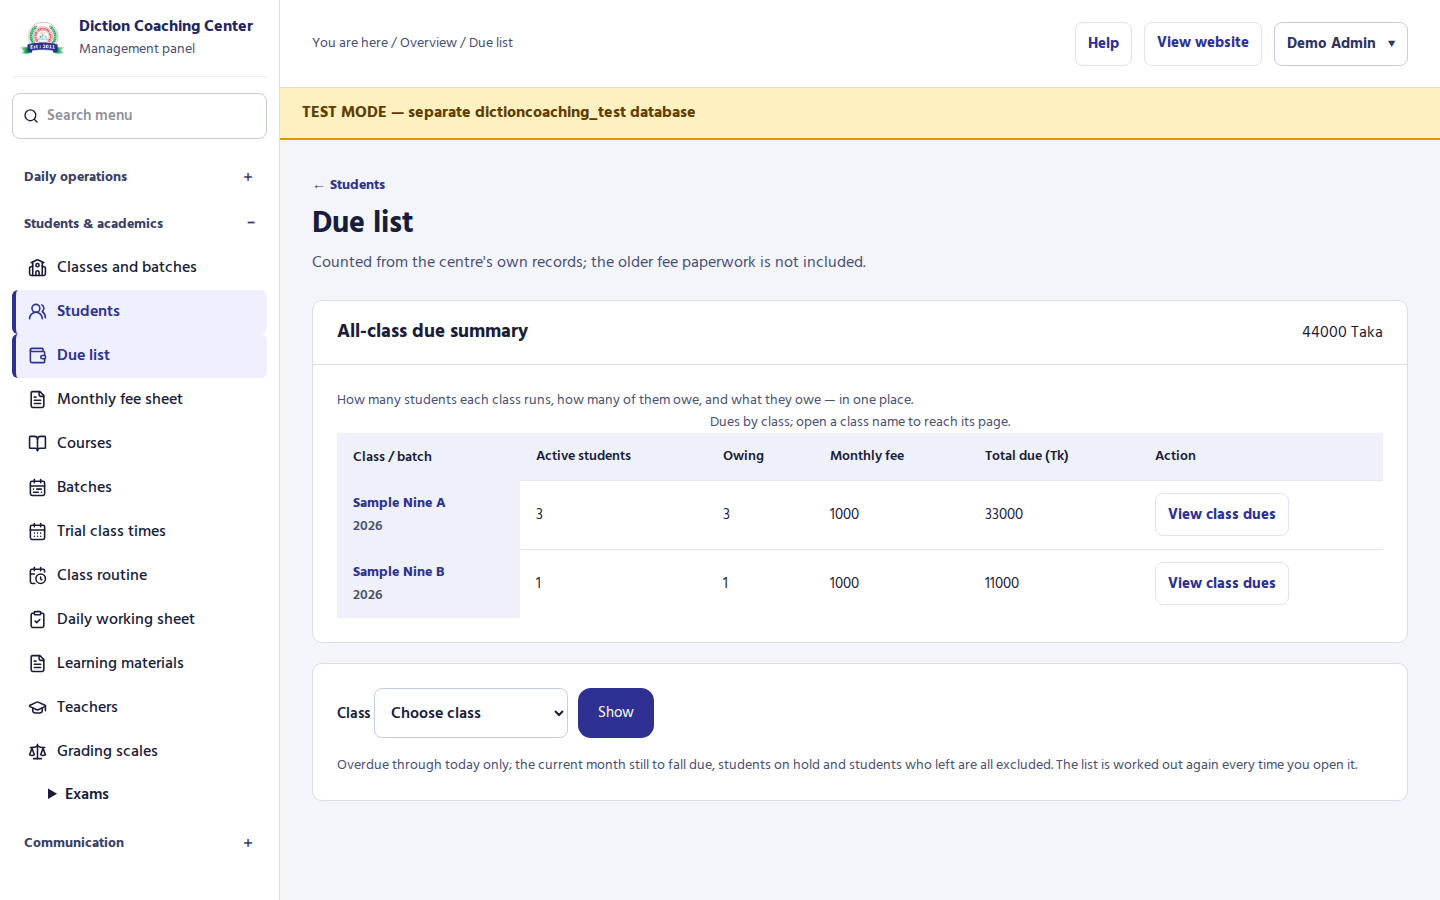 Diction Coaching Center
Management panel
Est : 2011
Search menu
Daily operations +
Students & academics −
Classes and batches
Students
Due list
Monthly fee sheet
Courses
Batches
Trial class times
Class routine
Daily working sheet
Learning materials
Teachers
Grading scales
▶ Exams
Communication +
You are here / Overview / Due list
Help
View website
Demo Admin ▾
TEST MODE — separate dictioncoaching_test database
← Students
Due list
Counted from the centre's own records; the older fee paperwork is not included.
All-class due summary 44000 Taka
How many students each class runs, how many of them owe, and what they owe — in one place.
Dues by class; open a class name to reach its page.
Class / batch Active students Owing Monthly fee Total due (Tk) Action
Sample Nine A 2026 3 3 1000 33000 View class dues
Sample Nine B 2026 1 1 1000 11000 View class dues
Class Choose class Show
Overdue through today only; the current month still to fall due, students on hold and students who left are all excluded. The list is worked out again every time you open it.